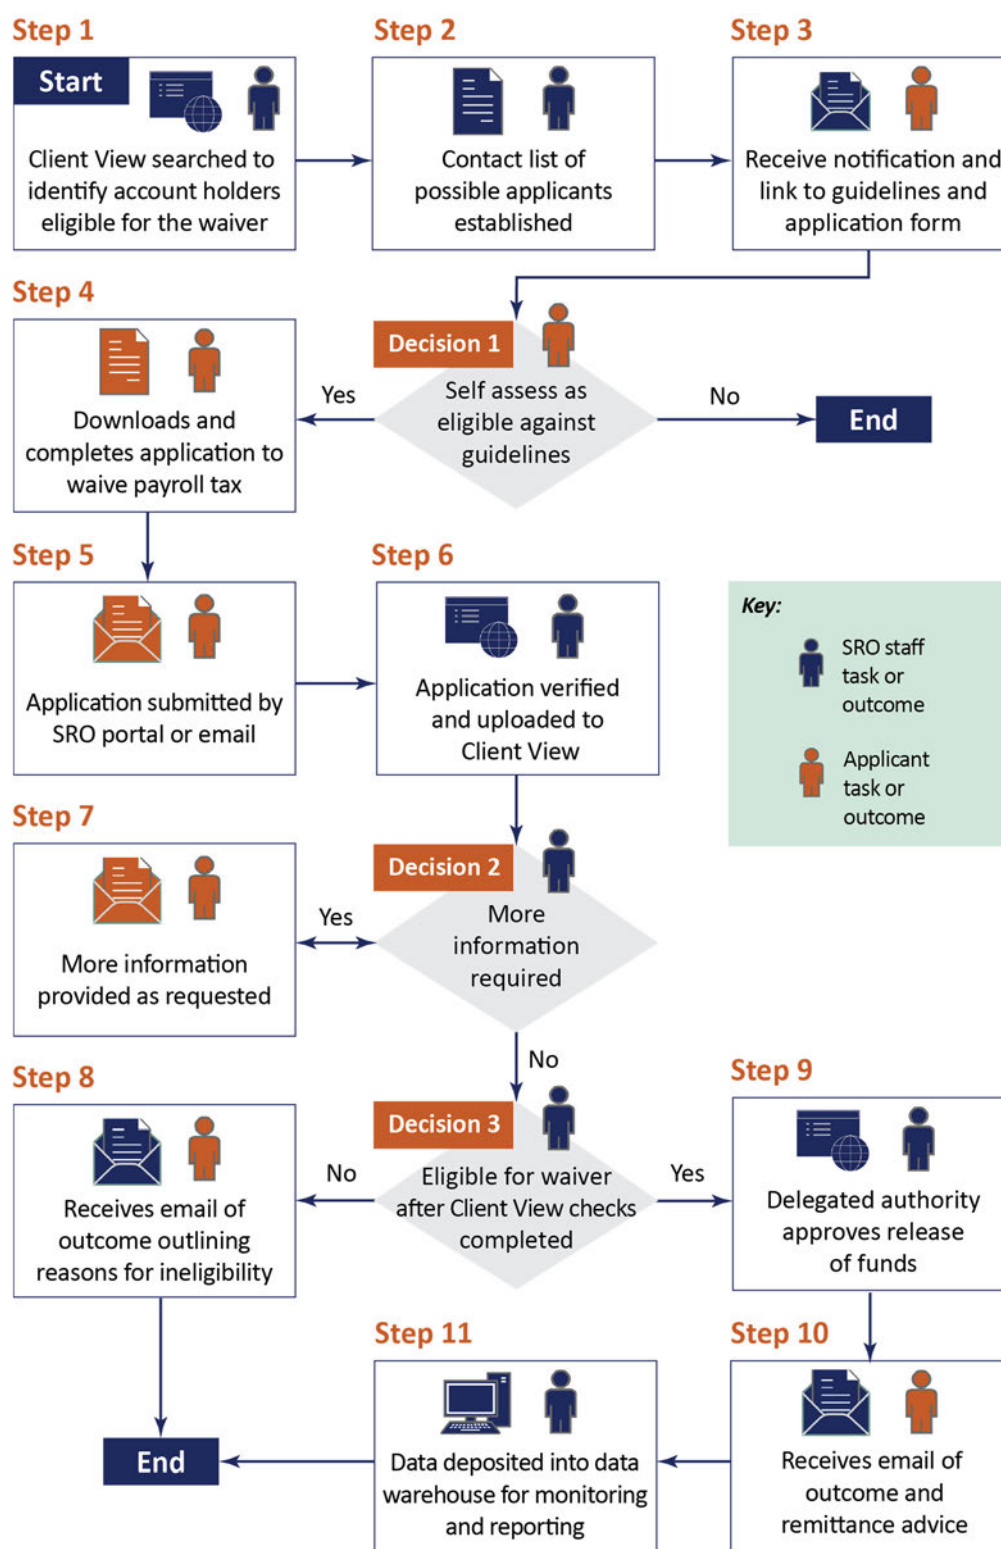 Step 1
Start
Client View searched to
identify account holders
eligible for the waiver
Step 2
Contact list of
possible applicants
established
Step 3
Receive notification and
link to guidelines and
application form
Step 4
Downloads and
completes application to
waive payroll tax
Decision 1
Self assess as
eligible against
guidelines
Yes
No
End
Step 5
Application submitted by
SRO portal or email
Step 6
Application verified
and uploaded to
Client View
Key:
SRO staff
task or
outcome
Applicant
task or
outcome
Step 7
More information
provided as requested
Decision 2
More
information
required
Yes
No
Step 8
Receives email of
outcome outlining
reasons for ineligibility
Decision 3
Eligible for waiver
after Client View checks
completed
No
Yes
Step 9
Delegated authority
approves release
of funds
Step 10
Receives email of
outcome and
remittance advice
Step 11
Data deposited into data
warehouse for monitoring
and reporting
End